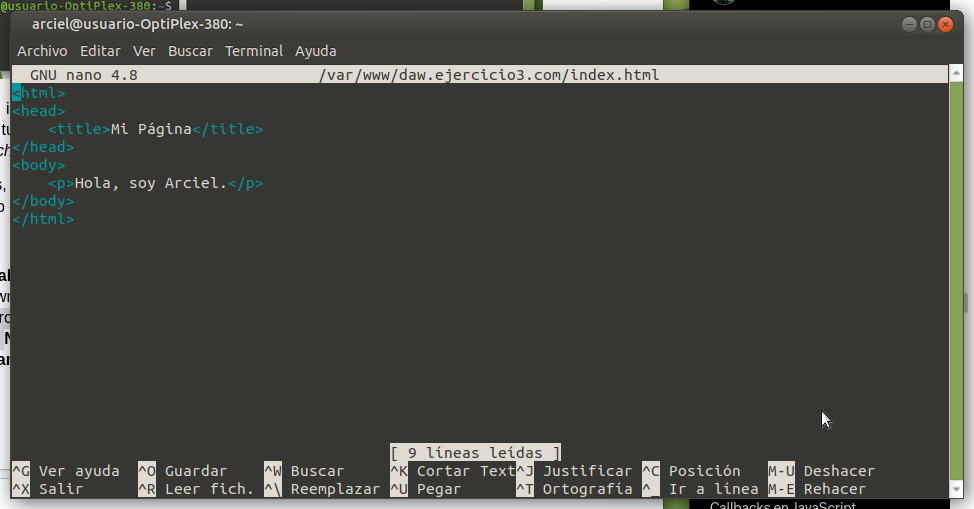 @usuario-OptiPlex-380:~$
arciel@usuario-OptiPlex-380: ~
Archivo Editar Ver Buscar Terminal Ayuda
GNU nano 4.8 /var/www/daw.ejercicio3.com/index.html
<html>
<head>
    <title>Mi Página</title>
</head>
<body>
    <p>Hola, soy Arciel.</p>
</body>
</html>
[ 9 líneas leídas ]
^G Ver ayuda ^O Guardar ^W Buscar ^K Cortar Text ^J Justificar ^C Posición M-U Deshacer
^X Salir ^R Leer fich. ^\ Reemplazar ^U Pegar ^T Ortografía ^_ Ir a línea M-E Rehacer
Callbacks en JavaScript